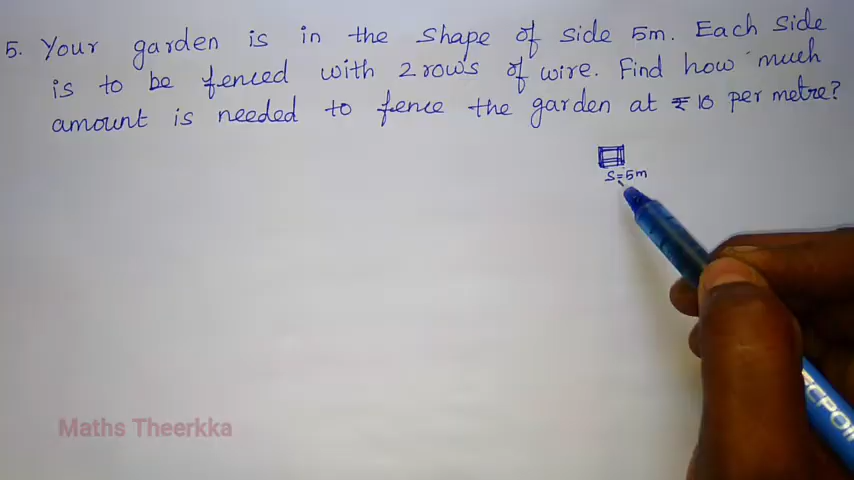 5. Your garden is in the shape of side 5m. Each side
is to be fenced with 2 rows of wire. Find how much
amount is needed to fence the garden at ₹ 10 per metre?
S=5m
Maths Theerkka